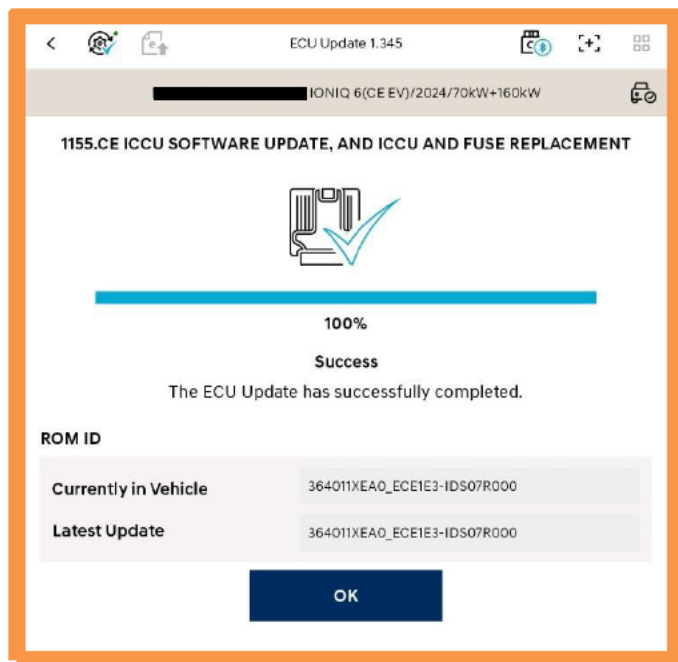 ECU Update 1.345
IONIQ 6(CE EV)/2024/70kW+160kW
1155.CE ICCU SOFTWARE UPDATE, AND ICCU AND FUSE REPLACEMENT
100%
Success
The ECU Update has successfully completed.
ROM ID
Currently in Vehicle 364011XEA0_ECE1E3-IDS07R000
Latest Update 364011XEA0_ECE1E3-IDS07R000
OK